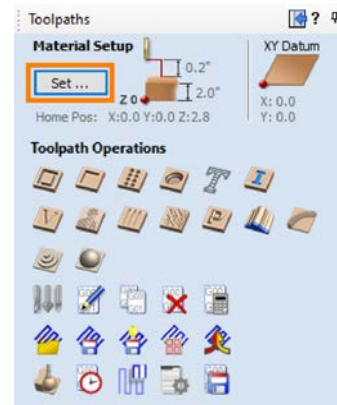 Toolpaths ?
Material Setup
XY Datum
0.2"
Set ...
Z 0
2.0"
X: 0.0
Home Pos: X:0.0 Y:0.0 Z:2.8
Y: 0.0
Toolpath Operations